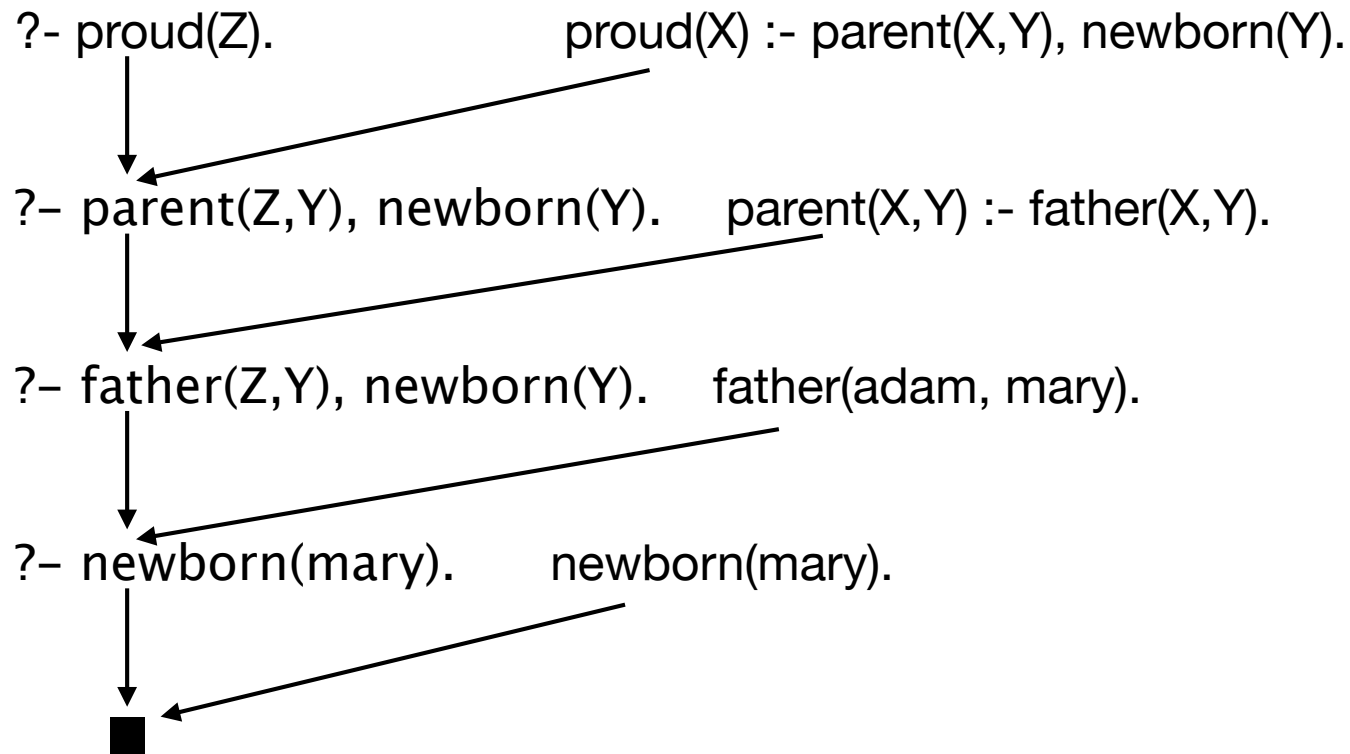 ?- proud(Z). proud(X) :- parent(X,Y), newborn(Y).
?– parent(Z,Y), newborn(Y). parent(X,Y) :- father(X,Y).
?– father(Z,Y), newborn(Y). father(adam, mary).
?– newborn(mary). newborn(mary).